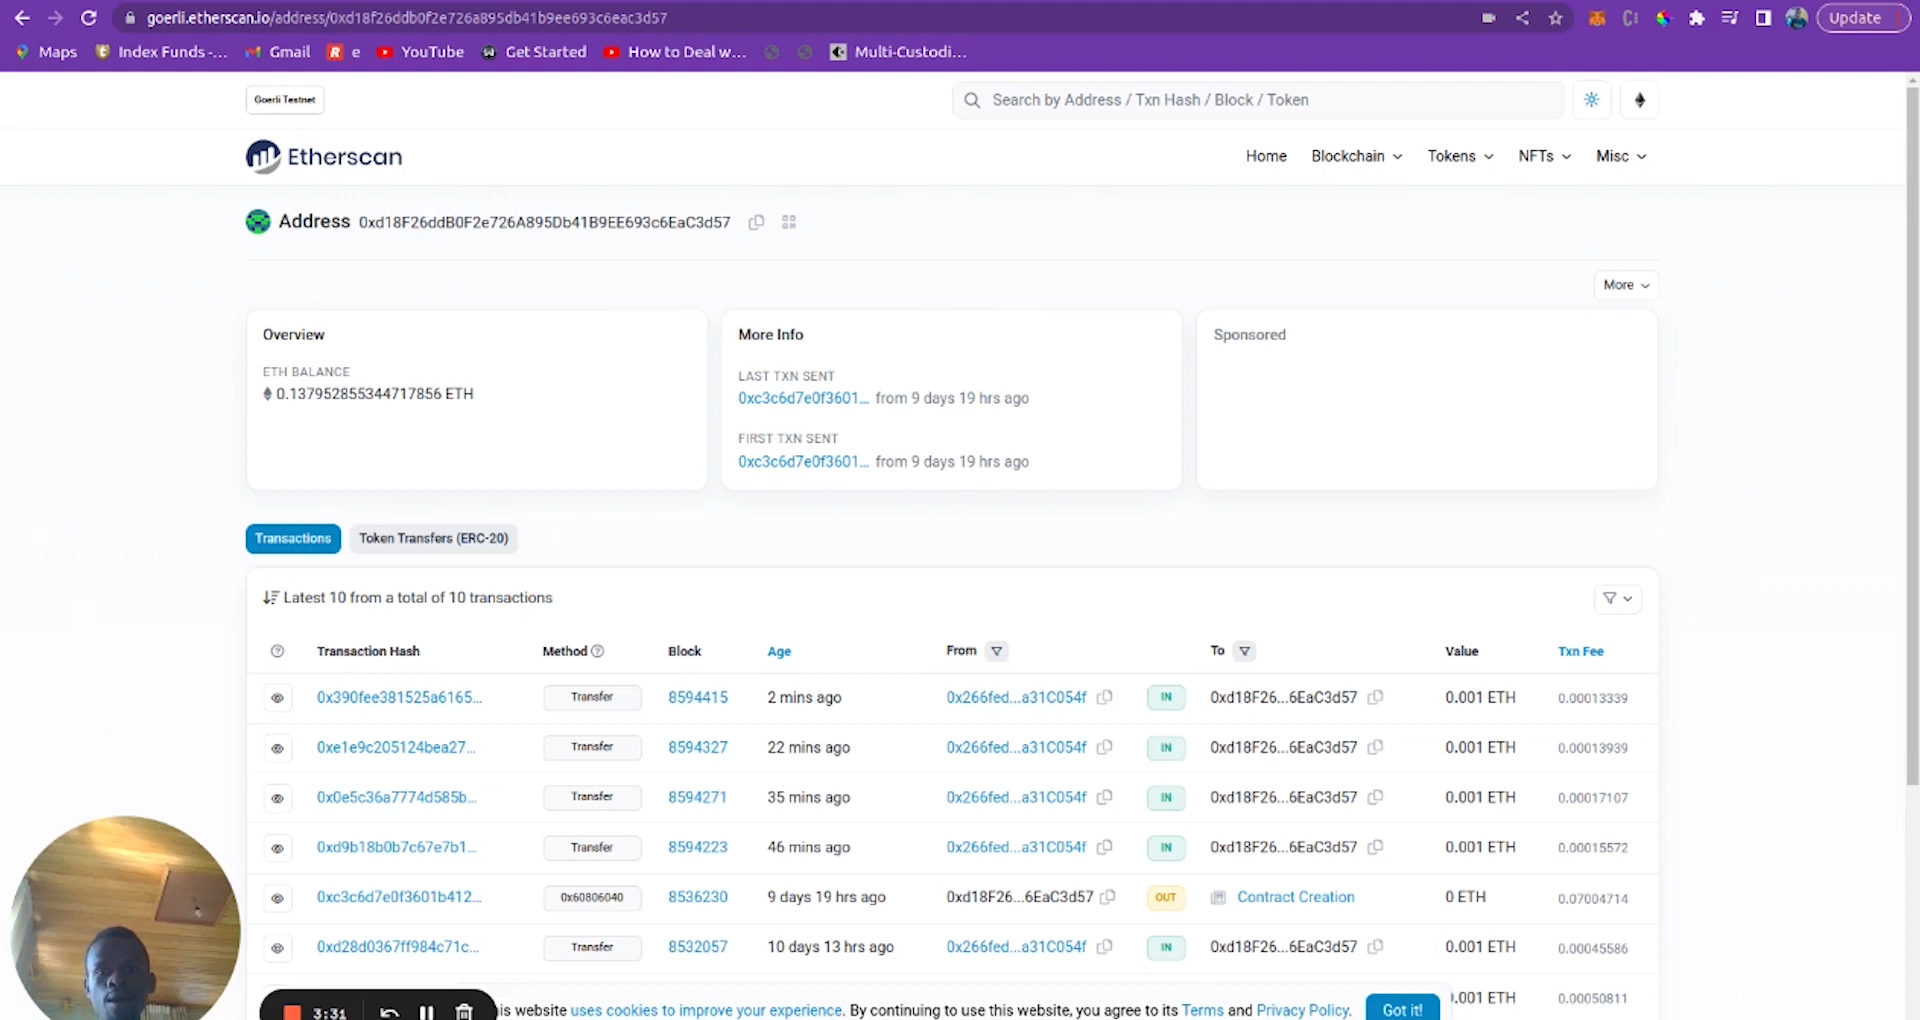 goerli.etherscan.io/address/0xd18f26ddb0f2e726a895db41b9ee693c6eac3d57
Update
Maps
Index Funds -...
Gmail
R e
YouTube
Get Started
How to Deal w...
Multi-Custodi...
Goerli Testnet
Search by Address / Txn Hash / Block / Token
Etherscan
Home Blockchain Tokens NFTs Misc
Address 0xd18F26ddB0F2e726A895Db41B9EE693c6EaC3d57
More
Overview
ETH BALANCE
0.137952855344717856 ETH
More Info
LAST TXN SENT
0xc3c6d7e0f3601... from 9 days 19 hrs ago
FIRST TXN SENT
0xc3c6d7e0f3601... from 9 days 19 hrs ago
Sponsored
Transactions
Token Transfers (ERC-20)
Latest 10 from a total of 10 transactions
Transaction Hash Method Block Age From To Value Txn Fee
0x390fee381525a6165... Transfer 8594415 2 mins ago 0x266fed...a31C054f IN 0xd18F26...6EaC3d57 0.001 ETH 0.00013339
0xe1e9c205124bea27... Transfer 8594327 22 mins ago 0x266fed...a31C054f IN 0xd18F26...6EaC3d57 0.001 ETH 0.00013939
0x0e5c36a7774d585b... Transfer 8594271 35 mins ago 0x266fed...a31C054f IN 0xd18F26...6EaC3d57 0.001 ETH 0.00017107
0xd9b18b0b7c67e7b1... Transfer 8594223 46 mins ago 0x266fed...a31C054f IN 0xd18F26...6EaC3d57 0.001 ETH 0.00015572
0xc3c6d7e0f3601b412... 0x60806040 8536230 9 days 19 hrs ago 0xd18F26...6EaC3d57 OUT Contract Creation 0 ETH 0.07004714
0xd28d0367ff984c71c... Transfer 8532057 10 days 13 hrs ago 0x266fed...a31C054f IN 0xd18F26...6EaC3d57 0.001 ETH 0.00045586
.001 ETH 0.00050811
3:31
is website uses cookies to improve your experience. By continuing to use this website, you agree to its Terms and Privacy Policy.
Got it!